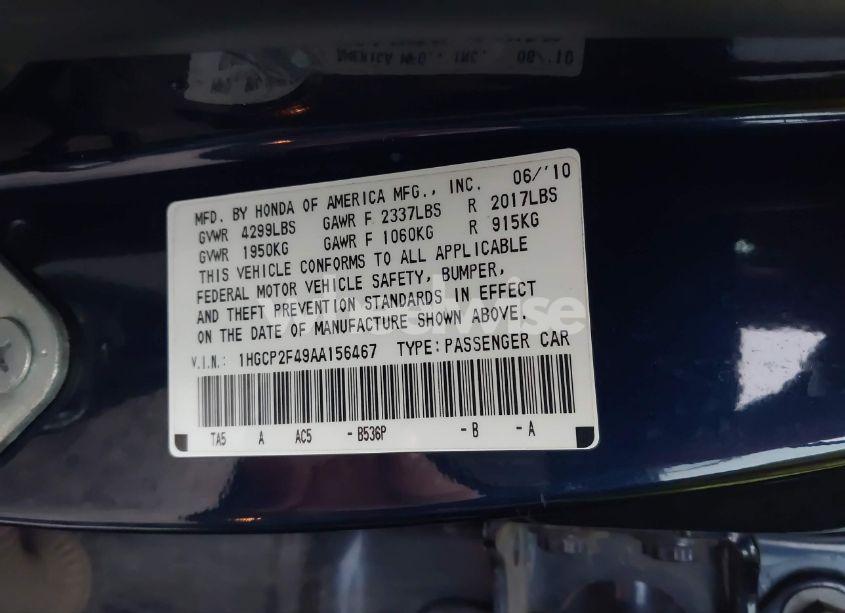 MFD. BY HONDA OF AMERICA MFG., INC. 06/'10
GVWR 4299LBS GAWR F 2337LBS R 2017LBS
GVWR 1950KG GAWR F 1060KG R 915KG
THIS VEHICLE CONFORMS TO ALL APPLICABLE
FEDERAL MOTOR VEHICLE SAFETY, BUMPER,
AND THEFT PREVENTION STANDARDS IN EFFECT
ON THE DATE OF MANUFACTURE SHOWN ABOVE.
V.I.N.: 1HGCP2F49AA156467 TYPE: PASSENGER CAR
TA5 A AC5 - B536P - B - A